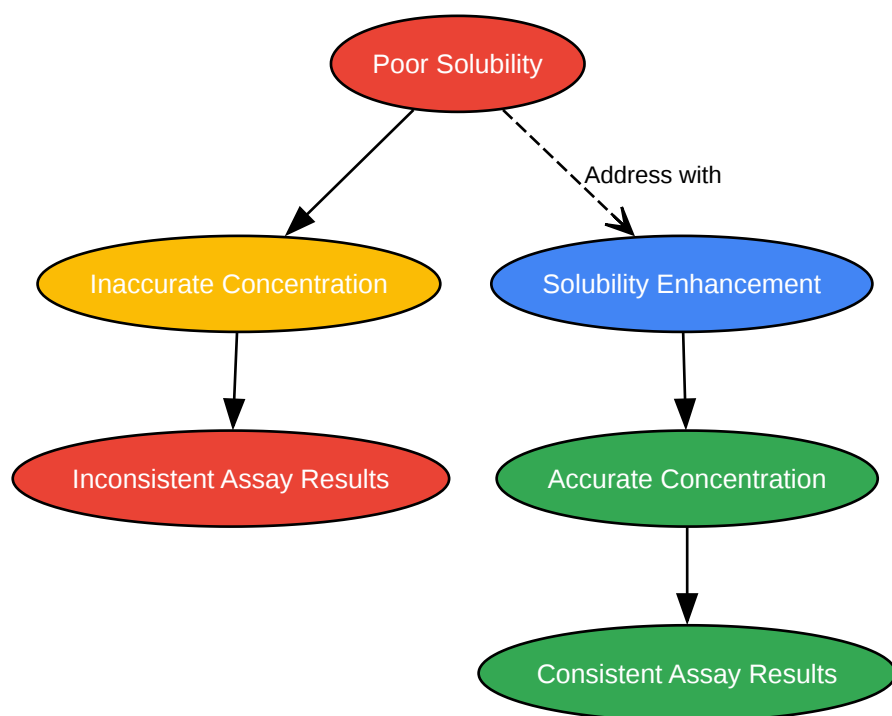 Poor Solubility
Address with
Inaccurate Concentration
Solubility Enhancement
Inconsistent Assay Results
Accurate Concentration
Consistent Assay Results